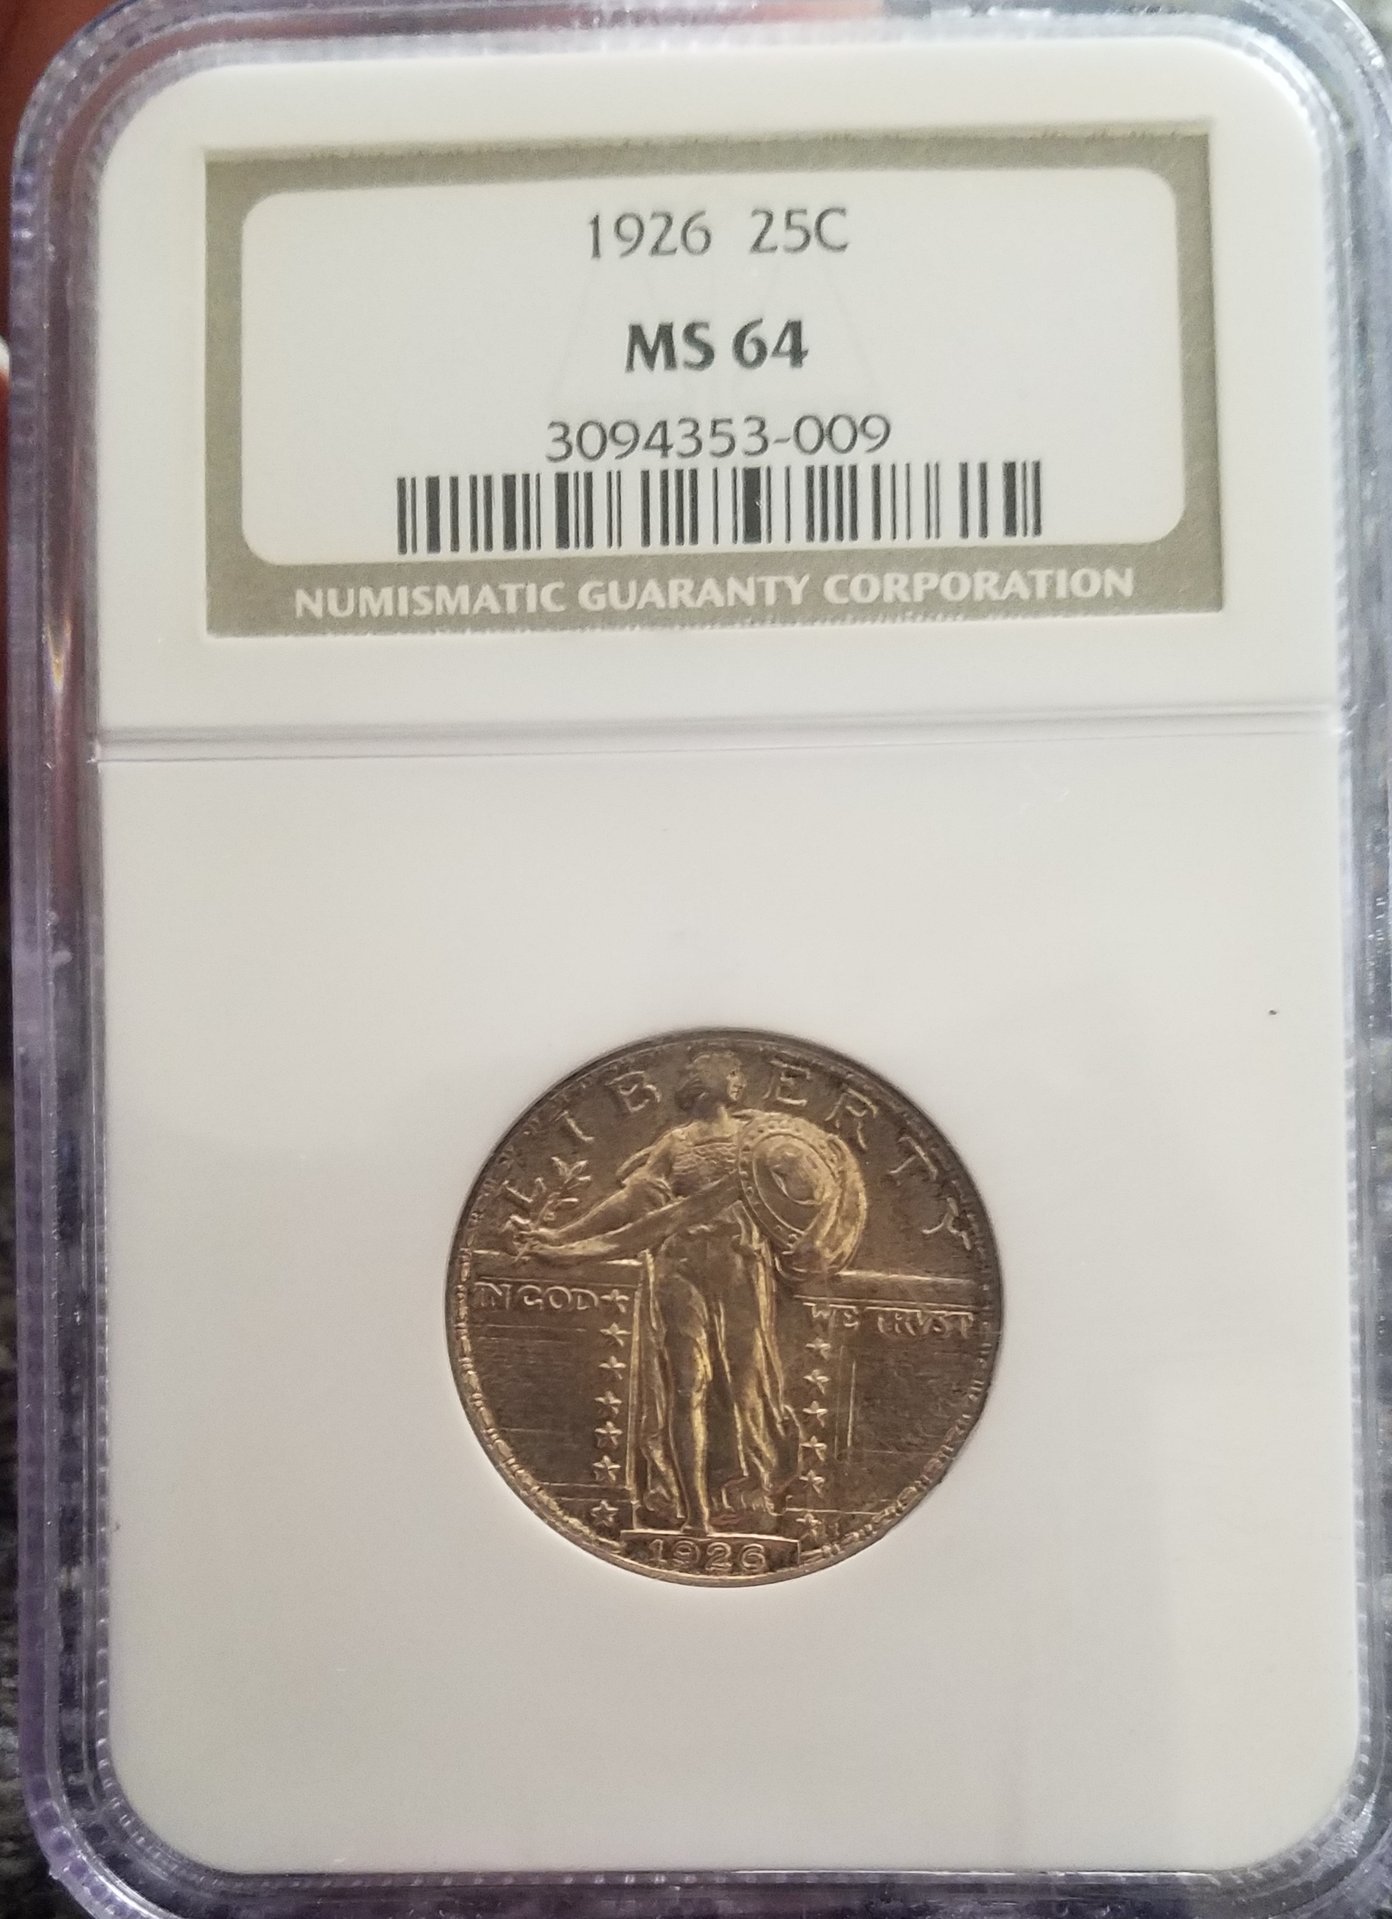 1926 25C
MS 64
3094353-009
NUMISMATIC GUARANTY CORPORATION
LIBERTY
IN GOD WE TRUST
1926